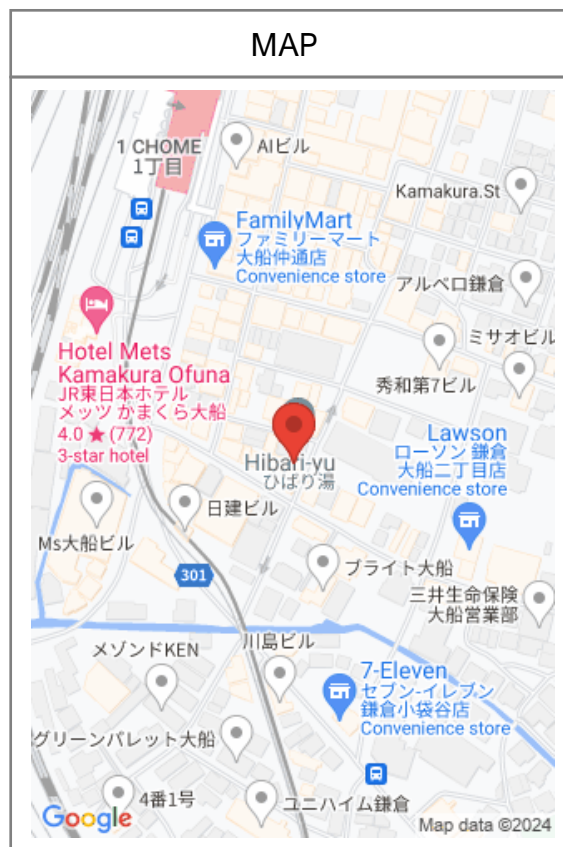 MAP
1 CHOME
1丁目
AIビル
Kamakura.St
FamilyMart
ファミリーマート
大船仲通店
Convenience store
アルベロ鎌倉
ミサオビル
Hotel Mets
Kamakura Ofuna
JR東日本ホテル
メッツ かまくら大船
4.0 ★ (772)
3-star hotel
秀和第7ビル
Lawson
ローソン 鎌倉
大船二丁目店
Convenience store
Hibari-yu
ひばり湯
日建ビル
Ms大船ビル
301
ブライト大船
三井生命保険
大船営業部
川島ビル
メゾンドKEN
7-Eleven
セブン-イレブン
鎌倉小袋谷店
Convenience store
グリーンパレット大船
4番1号
ユニハイム鎌倉
Google
Map data ©2024